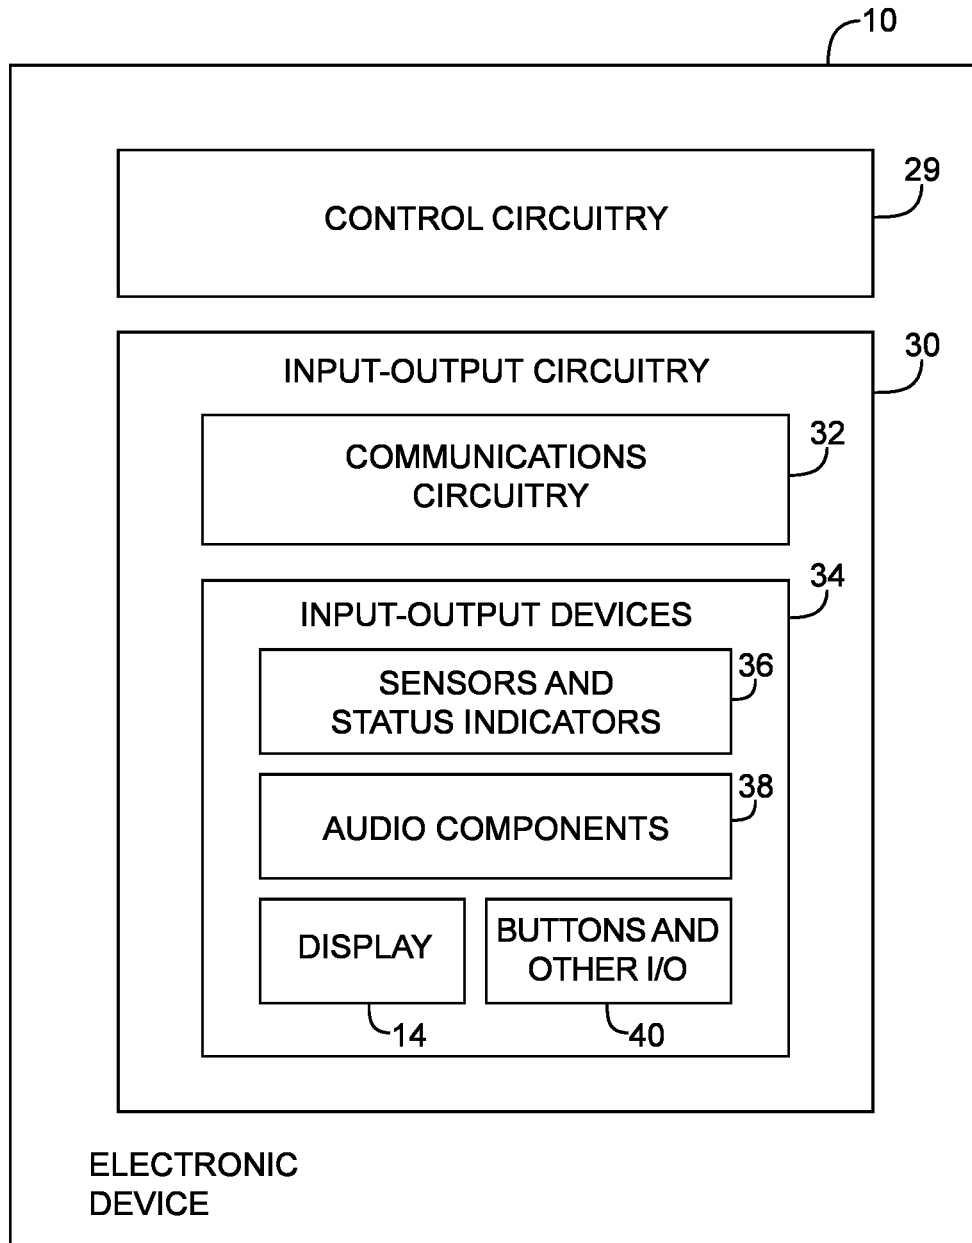 10
29
CONTROL CIRCUITRY
30
INPUT-OUTPUT CIRCUITRY
32
COMMUNICATIONS
CIRCUITRY
34
INPUT-OUTPUT DEVICES
36
SENSORS AND
STATUS INDICATORS
38
AUDIO COMPONENTS
DISPLAY
14
BUTTONS AND
OTHER I/O
40
ELECTRONIC
DEVICE